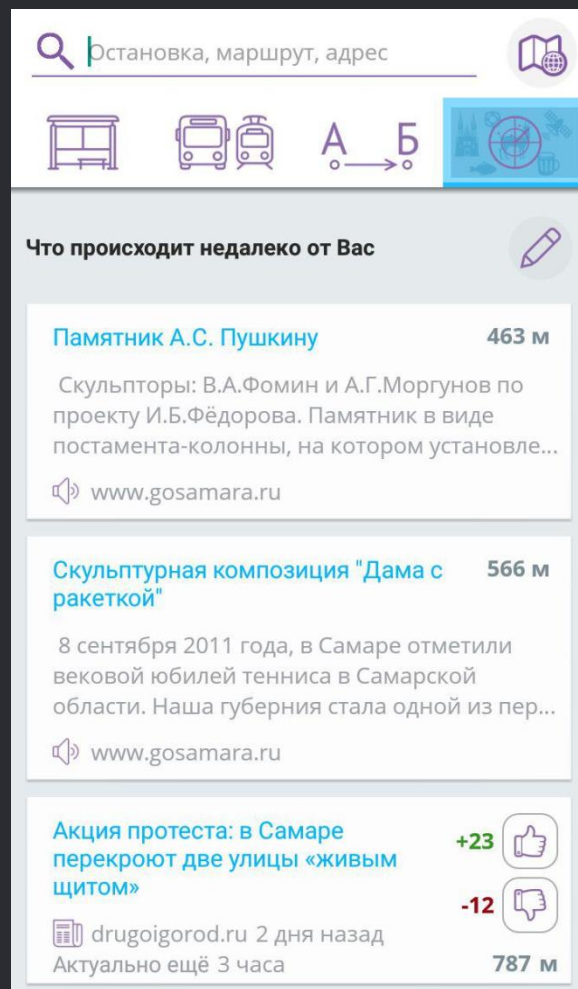 Остановка, маршрут, адрес
А Б
Что происходит недалеко от Вас
Памятник А.С. Пушкину 463 м
Скульпторы: В.А.Фомин и А.Г.Моргунов по
проекту И.Б.Фёдорова. Памятник в виде
постамента-колонны, на котором установле...
www.gosamara.ru
Скульптурная композиция "Дама с 566 м
ракеткой"
8 сентября 2011 года, в Самаре отметили
вековой юбилей тенниса в Самарской
области. Наша губерния стала одной из пер...
www.gosamara.ru
Акция протеста: в Самаре
перекроют две улицы «живым
щитом»
+23
-12
drugoigorod.ru 2 дня назад
Актуально ещё 3 часа 787 м